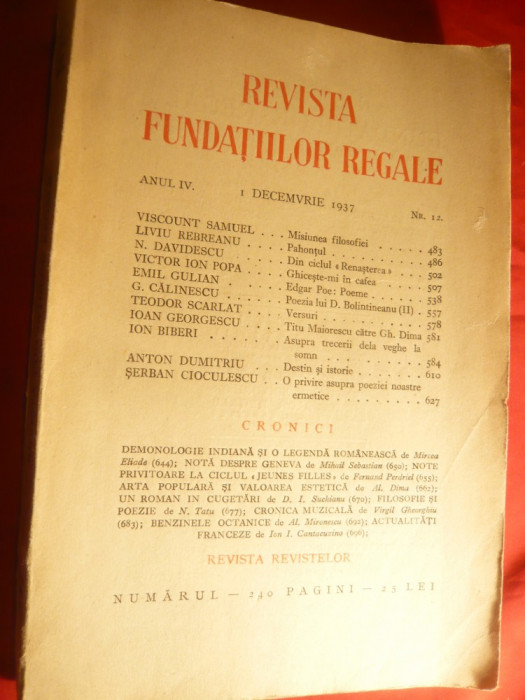 REVISTA
FUNDAȚIILOR REGALE
ANUL IV. 1 DECEMVRIE 1937 NR. 12.
VISCOUNT SAMUEL . . . Misiunea filosofiei . . . . . 483
LIVIU REBREANU . . . . Pahonțul . . . . . . . . 486
N. DAVIDESCU . . . . . Din ciclul «Renașterea» . . . 502
VICTOR ION POPA . . . Ghicește-mi în cafea . . . . 507
EMIL GULIAN . . . . . Edgar Poe: Poeme . . . . . 538
G. CĂLINESCU . . . . . Poezia lui D. Bolintineanu (II) . 557
TEODOR SCARLAT . . . . Versuri . . . . . . . . . 578
IOAN GEORGESCU . . . . Titu Maiorescu către Gh. Dima 581
ION BIBERI . . . . . . Asupra trecerii dela veghe la
somn . . . . . . . . . 584
ANTON DUMITRIU . . . Destin și istorie . . . . . . 610
ȘERBAN CIOCULESCU . . O privire asupra poeziei noastre
ermetice . . . . . . . . . 627
CRONICI
DEMONOLOGIE INDIANĂ ȘI O LEGENDĂ ROMÂNEASCĂ de Mircea
Eliade (644); NOTĂ DESPRE GENEVA de Mihail Sebastian (650); NOTE
PRIVITOARE LA CICLUL «JEUNES FILLES» de Fernand Perdriel (655);
ARTA POPULARĂ ȘI VALOAREA ESTETICĂ de Al. Dima (662);
UN ROMAN IN CUGETĂRI de D. I. Suchianu (670); FILOSOFIE ȘI
POEZIE de N. Tatu (677); CRONICA MUZICALĂ de Virgil Gheorghiu
(683); BENZINELE OCTANICE de Al. Mironescu (692); ACTUALITĂȚI
FRANCEZE de Ion I. Cantacuzino (696);
REVISTA REVISTELOR
NUMĂRUL — 240 PAGINI — 25 LEI